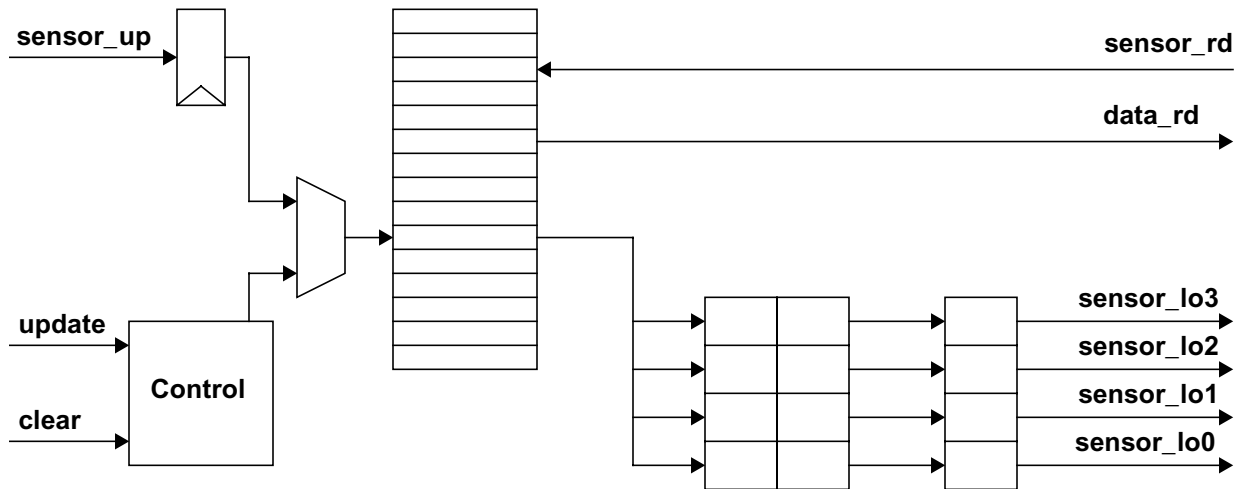 sensor_up
sensor_rd
data_rd
update
Control
clear
sensor_lo3
sensor_lo2
sensor_lo1
sensor_lo0